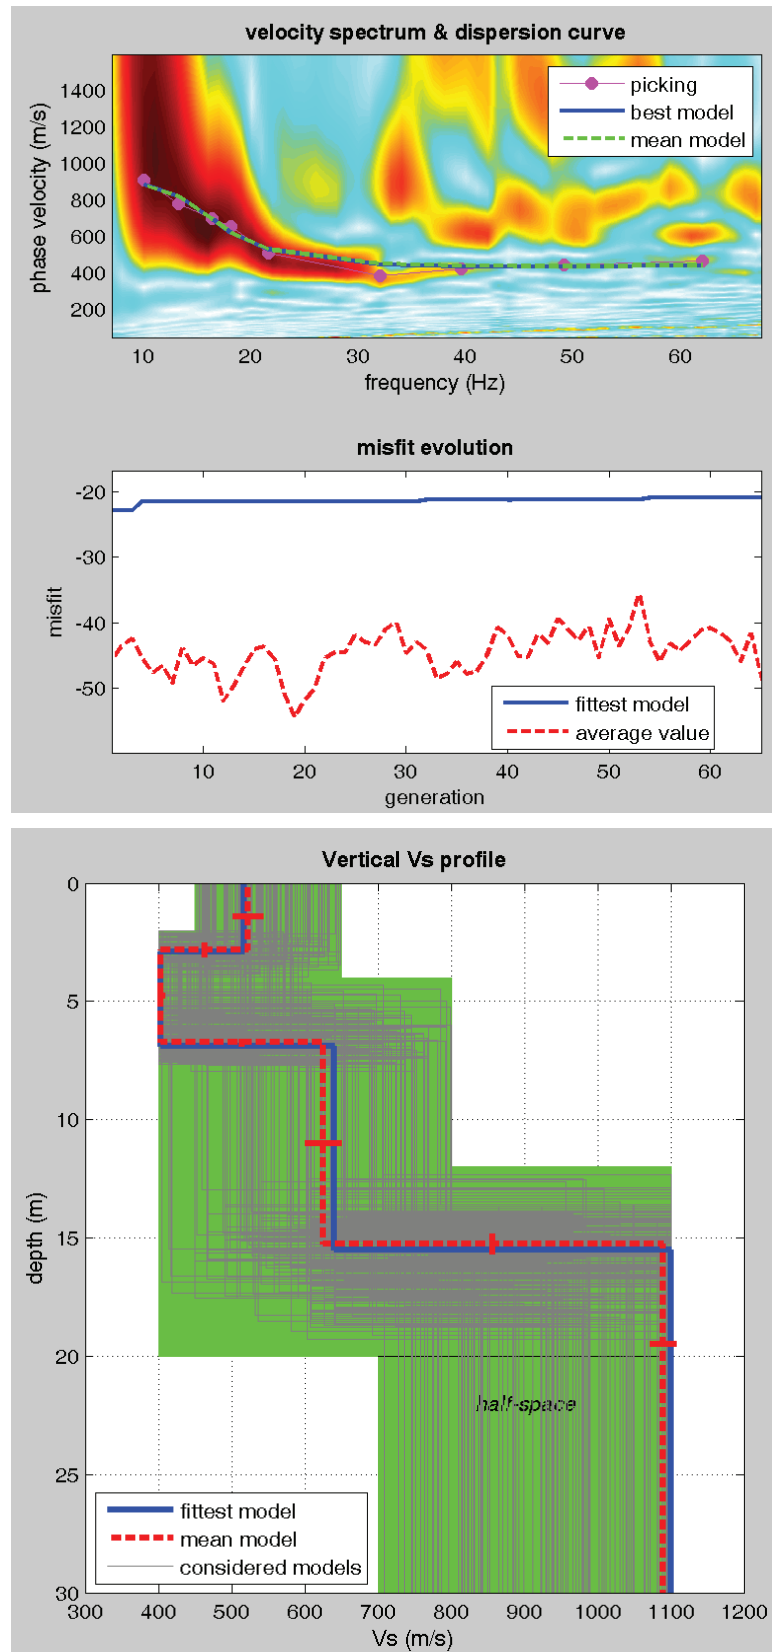 velocity spectrum & dispersion curve
phase velocity (m/s)
1400
1200
1000
800
600
400
200
picking
best model
mean model
10 20 30 40 50 60
frequency (Hz)
misfit evolution
misfit
-20
-30
-40
-50
fittest model
average value
10 20 30 40 50 60
generation
Vertical Vs profile
depth (m)
0
5
10
15
20
25
30
half-space
fittest model
mean model
considered models
300 400 500 600 700 800 900 1000 1100 1200
Vs (m/s)